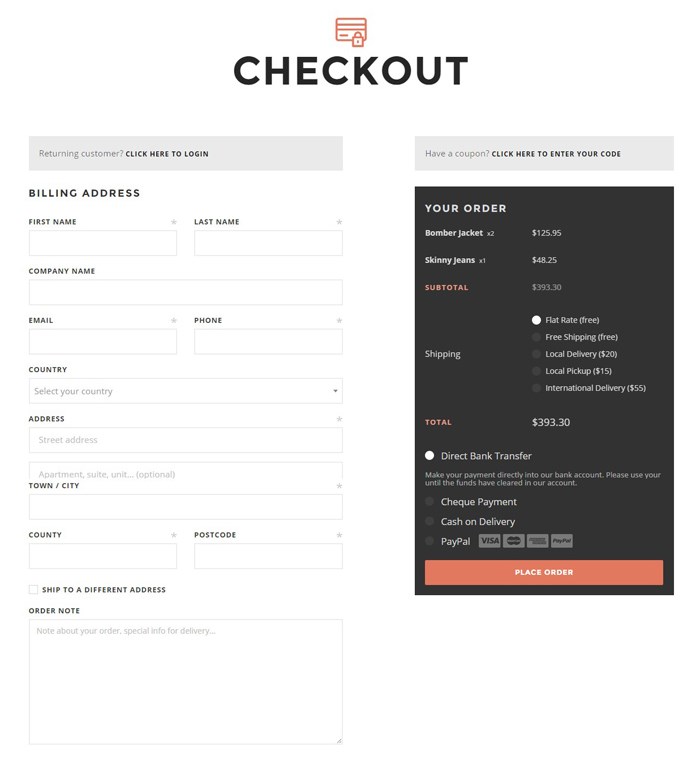 CHECKOUT
Returning customer? CLICK HERE TO LOGIN
BILLING ADDRESS
FIRST NAME *
LAST NAME *
COMPANY NAME
EMAIL *
PHONE *
COUNTRY
Select your country
ADDRESS *
Street address
Apartment, suite, unit... (optional)
TOWN / CITY *
COUNTY *
POSTCODE *
SHIP TO A DIFFERENT ADDRESS
ORDER NOTE
Note about your order, special info for delivery...
Have a coupon? CLICK HERE TO ENTER YOUR CODE
YOUR ORDER
Bomber Jacket x2 $125.95
Skinny Jeans x1 $48.25
SUBTOTAL $393.30
Shipping
Flat Rate (free)
Free Shipping (free)
Local Delivery ($20)
Local Pickup ($15)
International Delivery ($55)
TOTAL $393.30
Direct Bank Transfer
Make your payment directly into our bank account. Please use your
until the funds have cleared in our account.
Cheque Payment
Cash on Delivery
PayPal VISA PayPal
PLACE ORDER